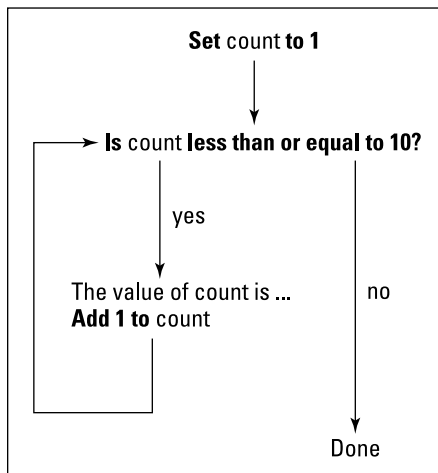 Set count to 1
Is count less than or equal to 10?
yes
The value of count is ...
Add 1 to count
no
Done